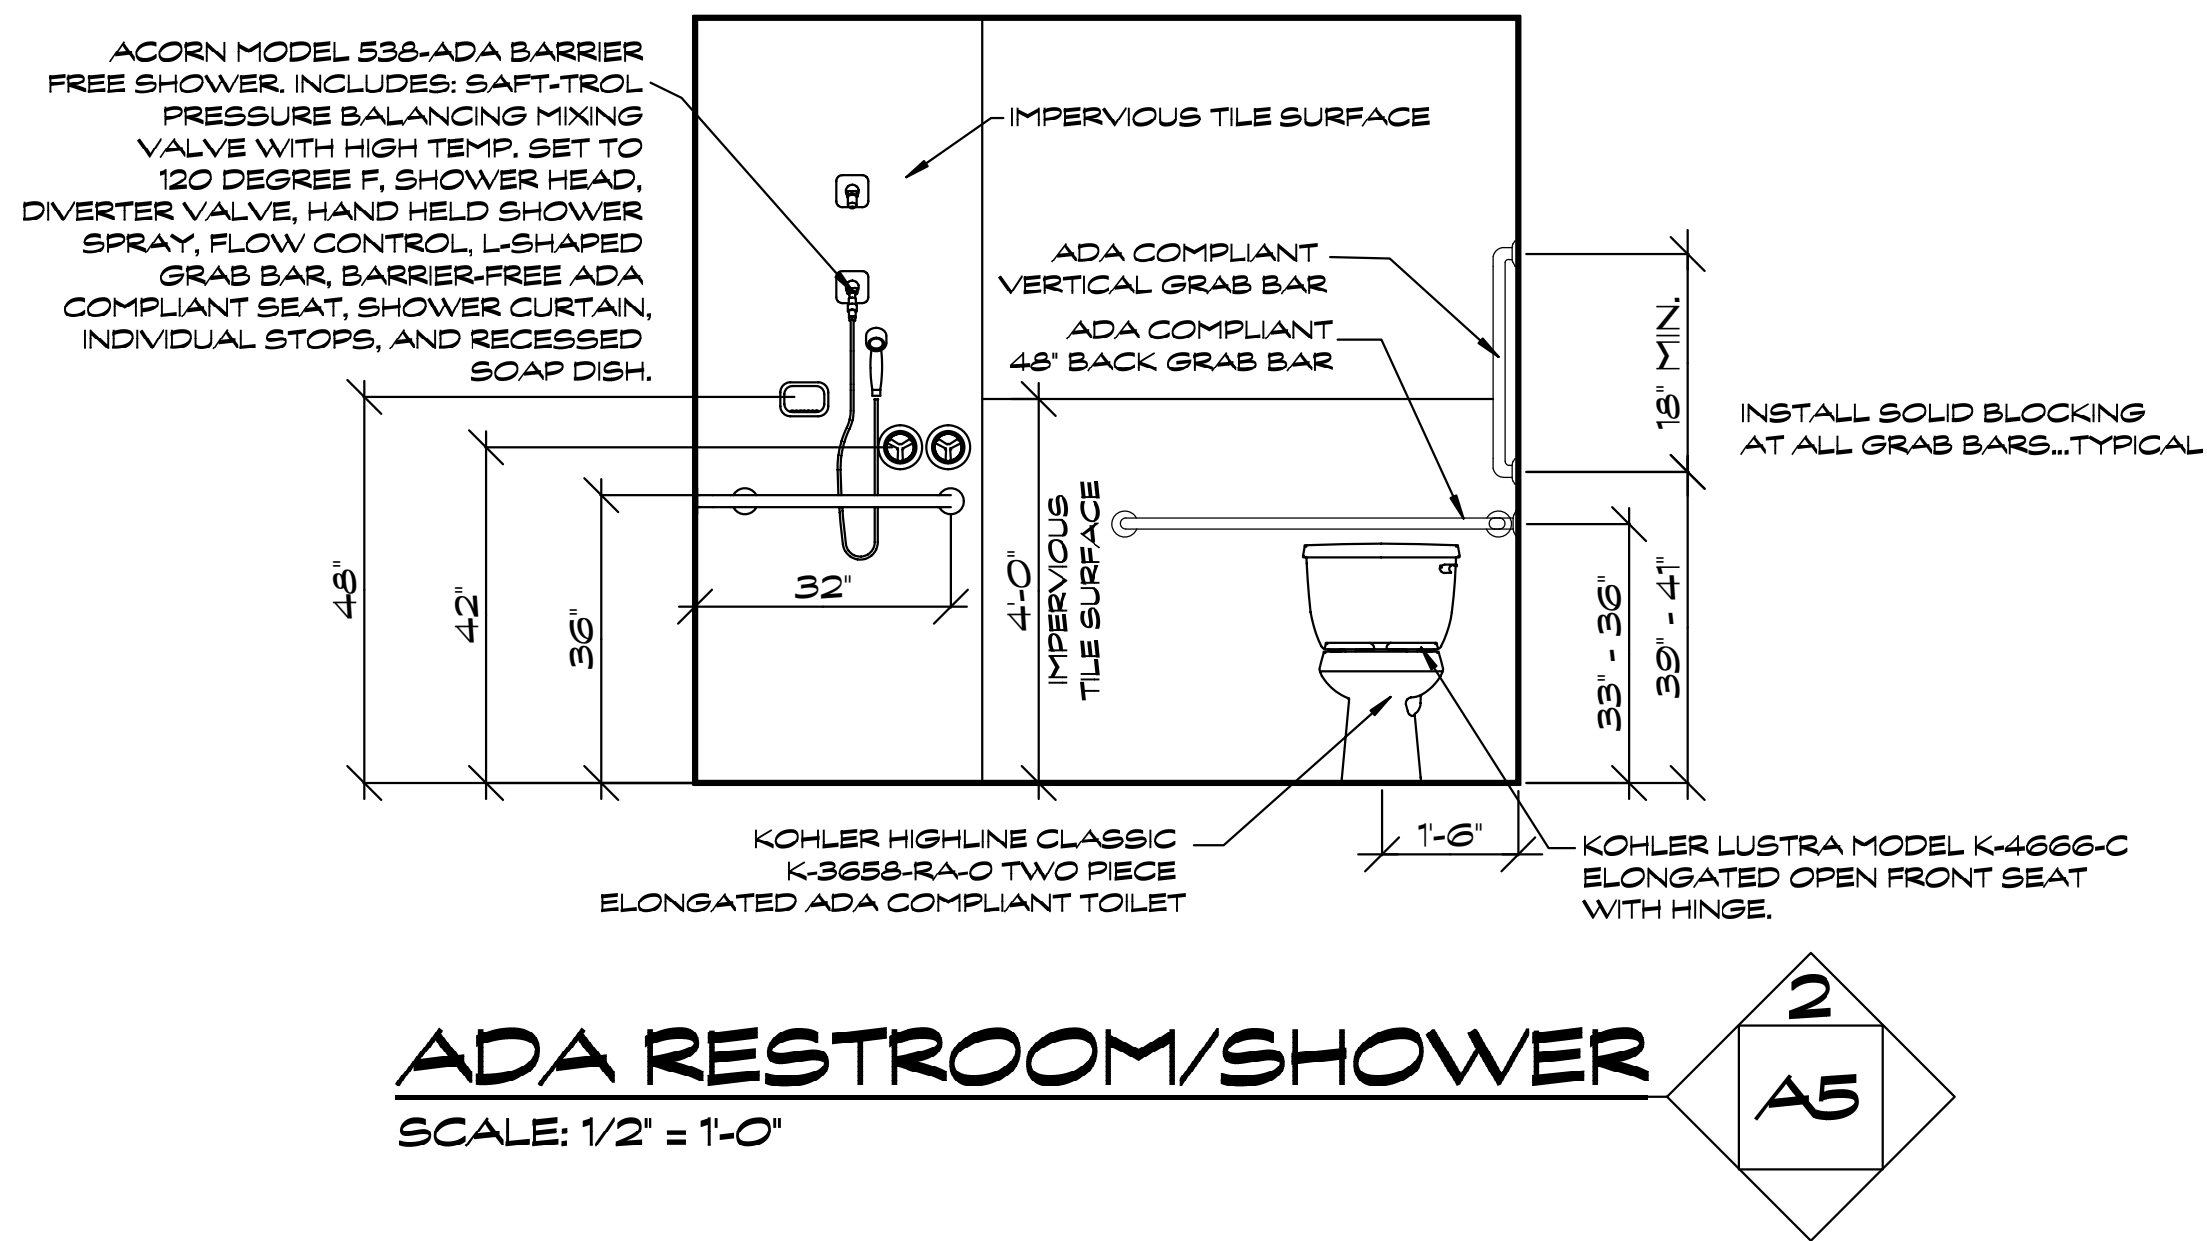 ACORN MODEL 538-ADA BARRIER
FREE SHOWER. INCLUDES: SAFT-TROL
PRESSURE BALANCING MIXING
VALVE WITH HIGH TEMP. SET TO
120 DEGREE F, SHOWER HEAD,
DIVERTER VALVE, HAND HELD SHOWER
SPRAY, FLOW CONTROL, L-SHAPED
GRAB BAR, BARRIER-FREE ADA
COMPLIANT SEAT, SHOWER CURTAIN,
INDIVIDUAL STOPS, AND RECESSED
SOAP DISH.
IMPERVIOUS TILE SURFACE
ADA COMPLIANT
VERTICAL GRAB BAR
ADA COMPLIANT
48" BACK GRAB BAR
18" MIN.
INSTALL SOLID BLOCKING
AT ALL GRAB BARS...TYPICAL
48"
42"
36"
32"
4'-0"
IMPERVIOUS
TILE SURFACE
33" - 36"
39" - 41"
1'-6"
KOHLER HIGHLINE CLASSIC
K-3658-RA-0 TWO PIECE
ELONGATED ADA COMPLIANT TOILET
KOHLER LUSTRA MODEL K-4666-C
ELONGATED OPEN FRONT SEAT
WITH HINGE.
ADA RESTROOM/SHOWER
SCALE: 1/2" = 1'-0"
2
A5